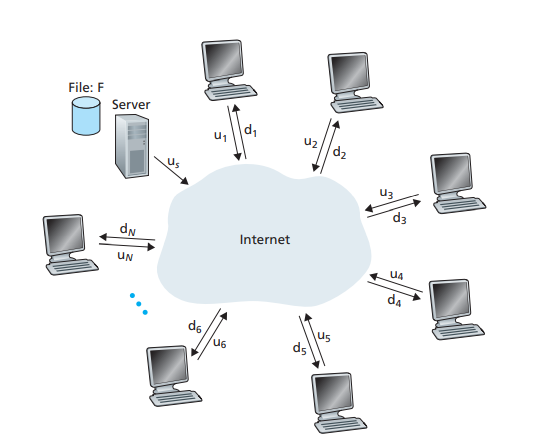 File: F
Server
u1
d1
u2
d2
us
u3
d3
Internet
dN
uN
u4
d4
d6
u6
d5
u5